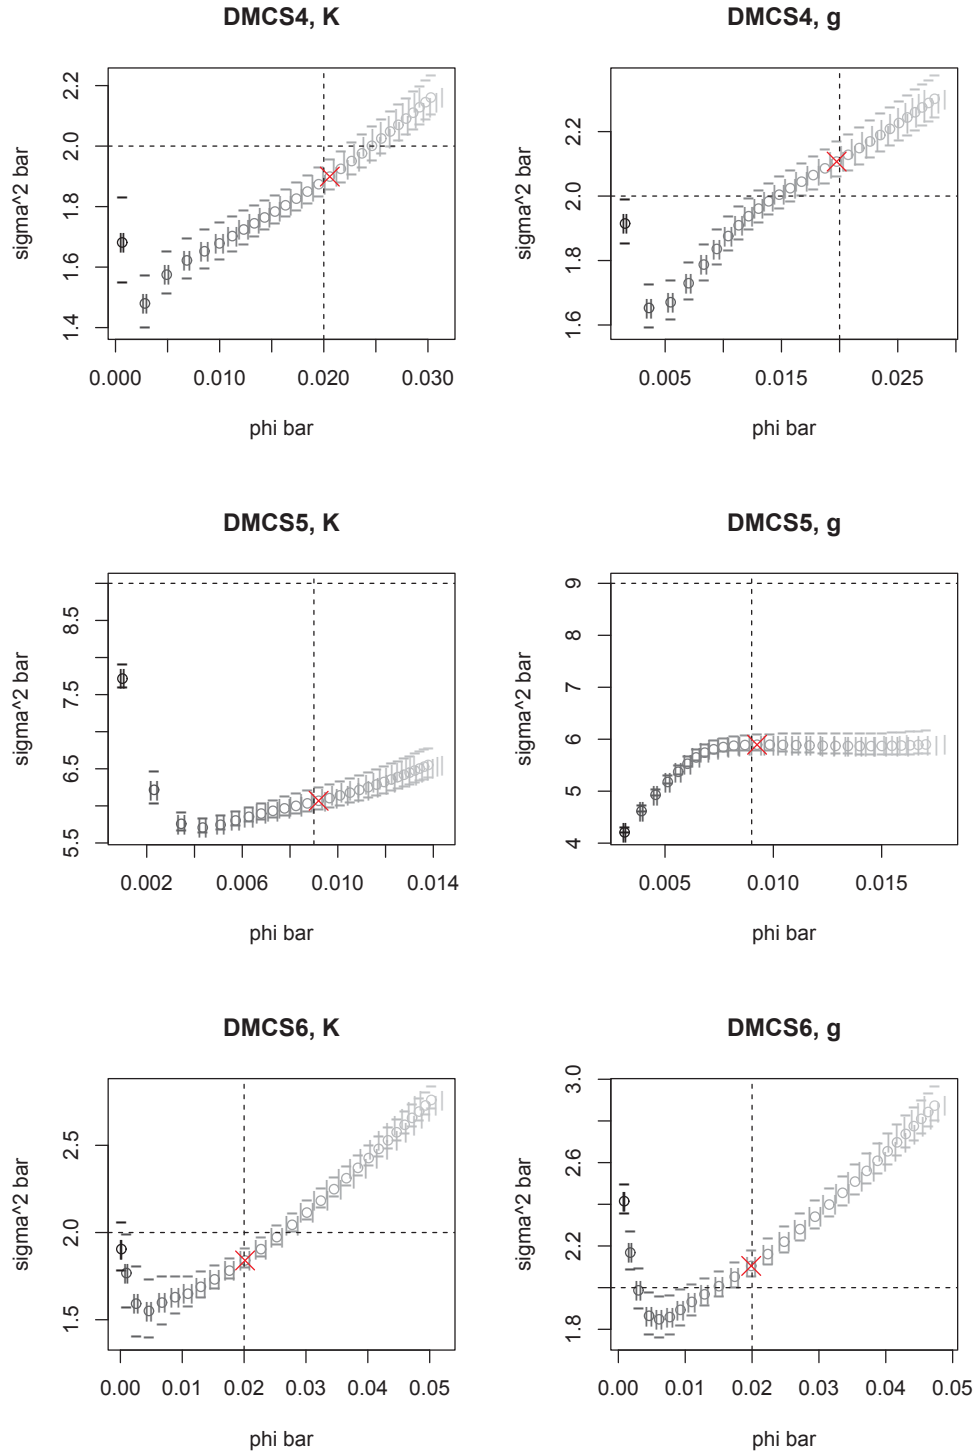 DMCS4, K
sigma^2 bar
2.2
2.0
1.8
1.6
1.4
0.000 0.010 0.020 0.030
phi bar
DMCS4, g
sigma^2 bar
2.2
2.0
1.8
1.6
0.005 0.015 0.025
phi bar
DMCS5, K
sigma^2 bar
8.5
7.5
6.5
5.5
0.002 0.006 0.010 0.014
phi bar
DMCS5, g
sigma^2 bar
9
8
7
6
5
4
0.005 0.010 0.015
phi bar
DMCS6, K
sigma^2 bar
2.5
2.0
1.5
0.00 0.01 0.02 0.03 0.04 0.05
phi bar
DMCS6, g
sigma^2 bar
3.0
2.6
2.2
1.8
0.00 0.01 0.02 0.03 0.04 0.05
phi bar